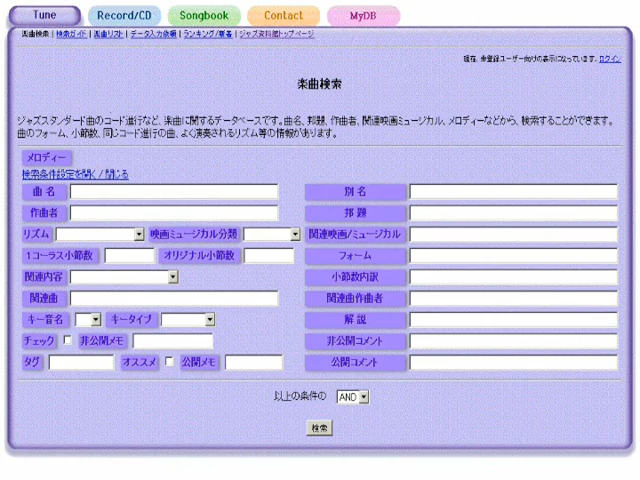 Tune Record/CD Songbook Contact MyDB
楽曲検索 | 検索ガイド | 楽曲リスト | データ入力依頼 | ランキング/新着 | ジャズ資料館トップページ
現在、未登録ユーザー向けの表示になっています。ログイン
楽曲検索
ジャズスタンダード曲のコード進行など、楽曲に関するデータベースです。曲名、邦題、作曲者、関連映画ミュージカル、メロディーなどから、検索することができます。
曲のフォーム、小節数、同じコード進行の曲、よく演奏されるリズム等の情報があります。
メロディー
検索条件設定を開く / 閉じる
曲 名 別 名
作曲者 邦 題
リズム 映画ミュージカル分類 関連映画/ミュージカル
1コーラス小節数 オリジナル小節数 フォーム
関連内容 小節数内訳
関連曲 関連曲作曲者
キー音名 キータイプ 解 説
チェック 非公開メモ 非公開コメント
タグ オススメ 公開メモ 公開コメント
以上の条件の AND
検索